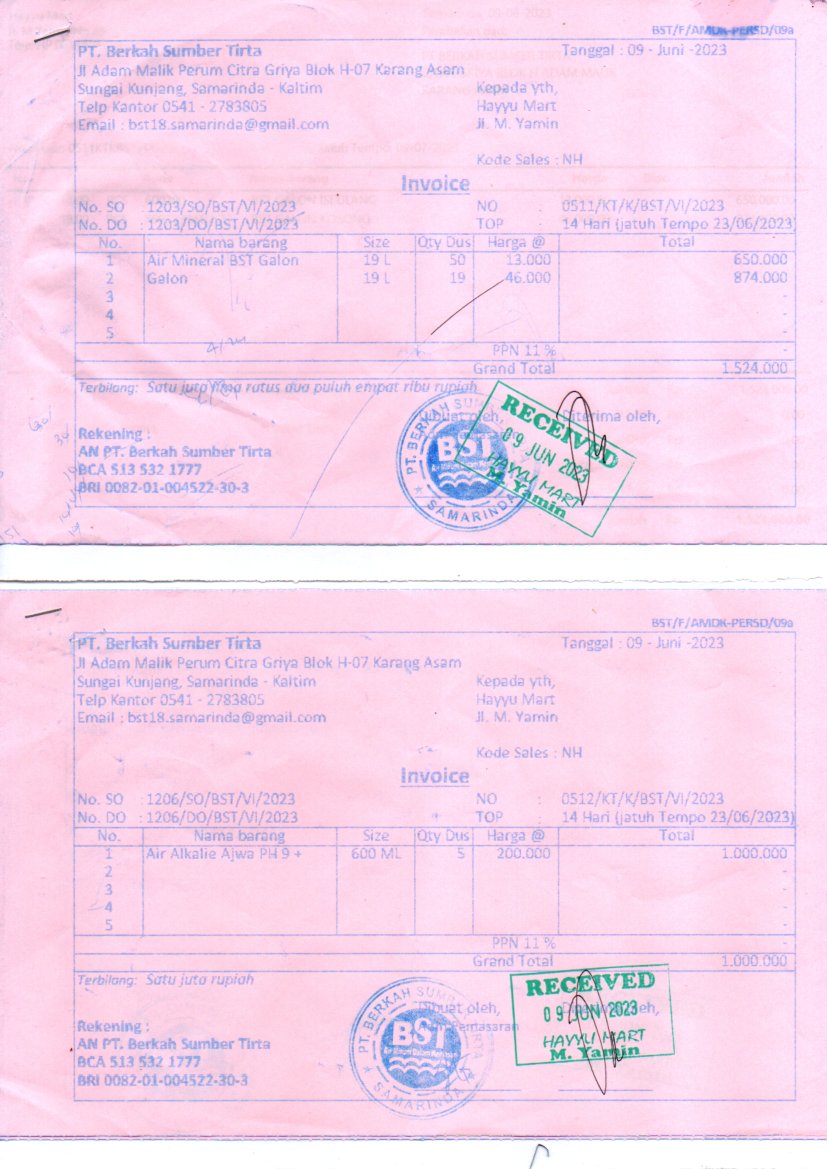 BST/F/AMDK-PERSD/09a
PT. Berkah Sumber Tirta Tanggal : 09 - Juni -2023
Jl Adam Malik Perum Citra Griya Blok H-07 Karang Asam
Sungai Kunjang, Samarinda - Kaltim Kepada yth,
Telp Kantor 0541 - 2783805 Hayyu Mart
Email : bst18.samarinda@gmail.com Jl. M. Yamin
Kode Sales : NH
Invoice
No. SO : 1203/SO/BST/VI/2023 NO : 0511/KT/K/BST/VI/2023
No. DO : 1203/DO/BST/VI/2023 TOP : 14 Hari (jatuh Tempo 23/06/2023)
No. Nama barang Size Qty Dus Harga @ Total
1 Air Mineral BST Galon 19 L 50 13.000 650.000
2 Galon 19 L 19 46.000 874.000
3 -
4 -
5 -
PPN 11 % -
Grand Total 1.524.000
Terbilang: Satu juta lima ratus dua puluh empat ribu rupiah
Dibuat oleh, Diterima oleh,
Rekening :
AN PT. Berkah Sumber Tirta
BCA 513 532 1777
BRI 0082-01-004522-30-3
PT. BERKAH SUMBER
BST
SAMARINDA
RECEIVED
09 JUN 2023
HAYYU MART
M. Yamin
BST/F/AMDK-PERSD/09a
PT. Berkah Sumber Tirta Tanggal : 09 - Juni -2023
Jl Adam Malik Perum Citra Griya Blok H-07 Karang Asam
Sungai Kunjang, Samarinda - Kaltim Kepada yth,
Telp Kantor 0541 - 2783805 Hayyu Mart
Email : bst18.samarinda@gmail.com Jl. M. Yamin
Kode Sales : NH
Invoice
No. SO : 1206/SO/BST/VI/2023 NO : 0512/KT/K/BST/VI/2023
No. DO : 1206/DO/BST/VI/2023 TOP : 14 Hari (jatuh Tempo 23/06/2023)
No. Nama barang Size Qty Dus Harga @ Total
1 Air Alkalie Ajwa PH 9 + 600 ML 5 200.000 1.000.000
2 -
3 -
4 -
5 -
PPN 11 % -
Grand Total 1.000.000
Terbilang: Satu juta rupiah
Dibuat oleh, Diterima oleh,
Pemasaran
Rekening :
AN PT. Berkah Sumber Tirta
BCA 513 532 1777
BRI 0082-01-004522-30-3
PT. BERKAH SUMBER TIRTA
BST
Air Minum Dalam Kemasan
SAMARINDA
RECEIVED
09 JUN 2023
HAYYU MART
M. Yamin